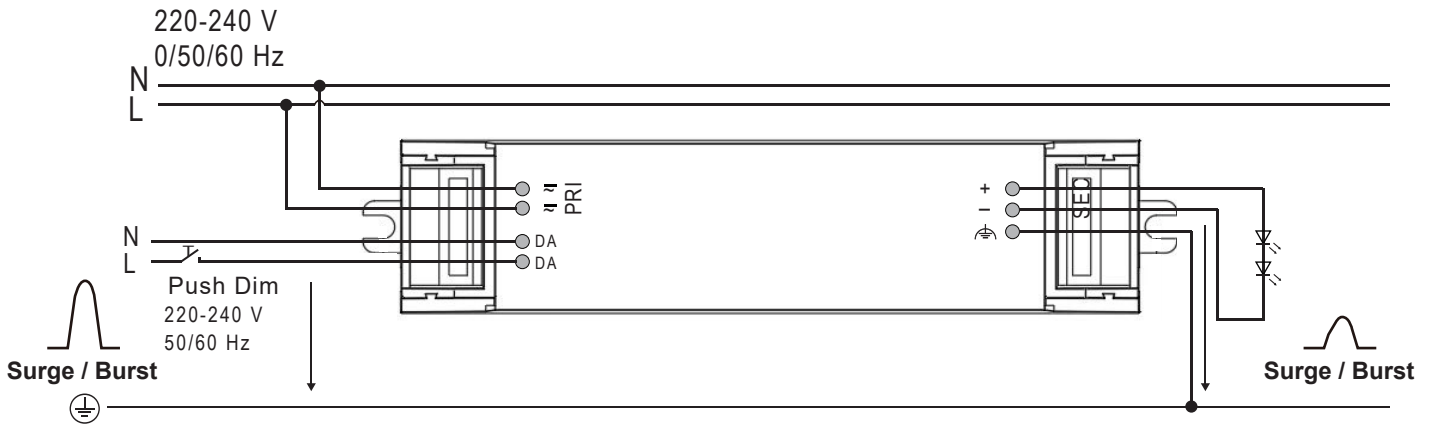 220-240 V
0/50/60 Hz
N
L
PRI
+
SEC
–
N
DA
L
DA
Push Dim
220-240 V
50/60 Hz
Surge / Burst
Surge / Burst